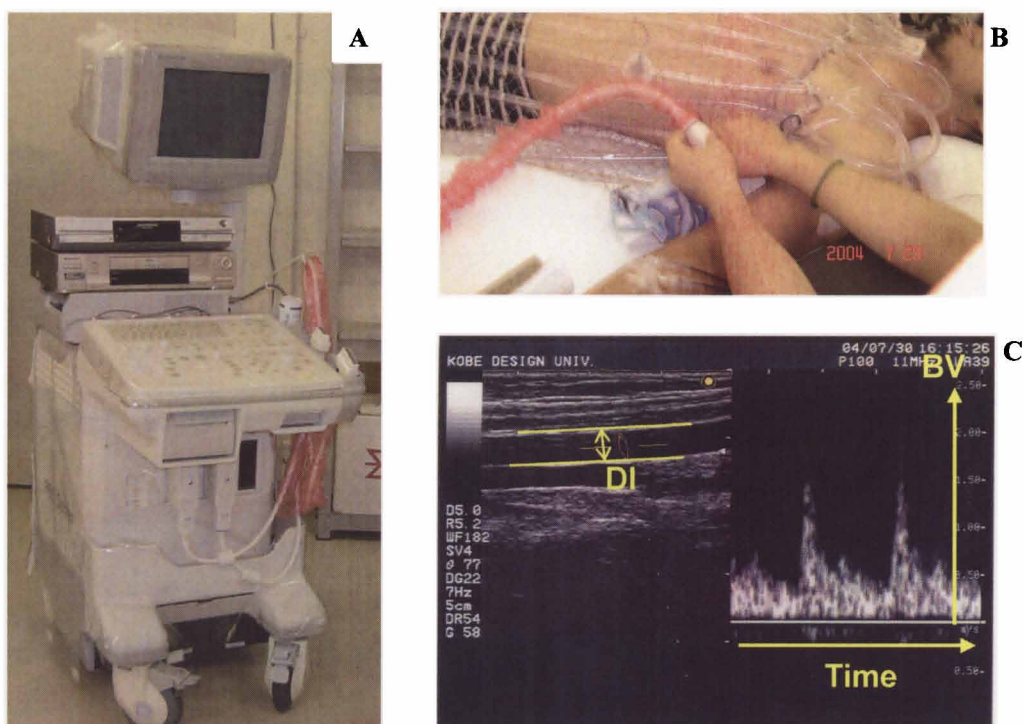 A
B
2004 7 29
C
KOBE DESIGN UNIV.
04/07/30 16:15:26
P100 11MHz
BV
2.50-
2.00-
1.50-
1.00-
0.50-
m/s
0.50-
DI
D5.0
R5.2
WF182
SV4
θ 77
DG22
7Hz
5cm
DR54
G 58
Time